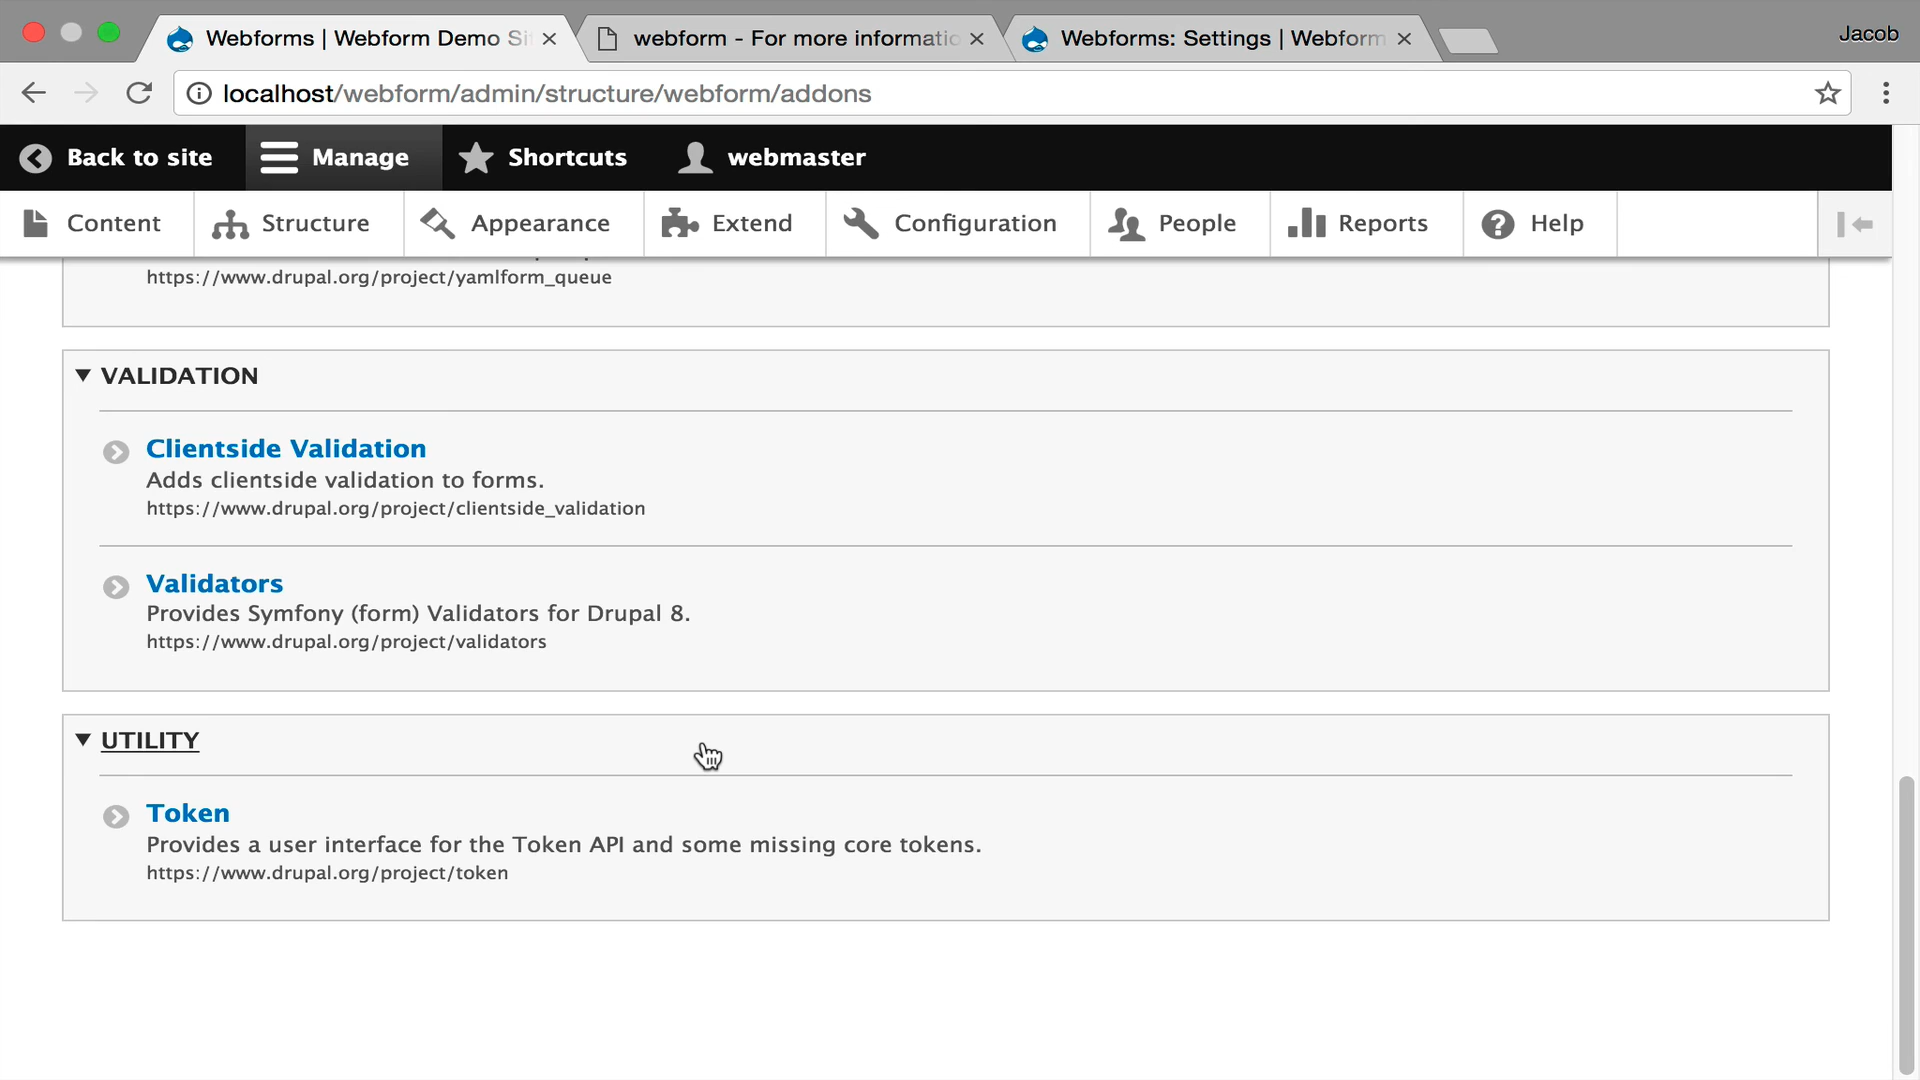 Webforms | Webform Demo Si
webform - For more informatio
Webforms: Settings | Webform
Jacob
localhost/webform/admin/structure/webform/addons
Back to site
Manage
Shortcuts
webmaster
Content
Structure
Appearance
Extend
Configuration
People
Reports
Help
https://www.drupal.org/project/yamlform_queue
VALIDATION
Clientside Validation
Adds clientside validation to forms.
https://www.drupal.org/project/clientside_validation
Validators
Provides Symfony (form) Validators for Drupal 8.
https://www.drupal.org/project/validators
UTILITY
Token
Provides a user interface for the Token API and some missing core tokens.
https://www.drupal.org/project/token